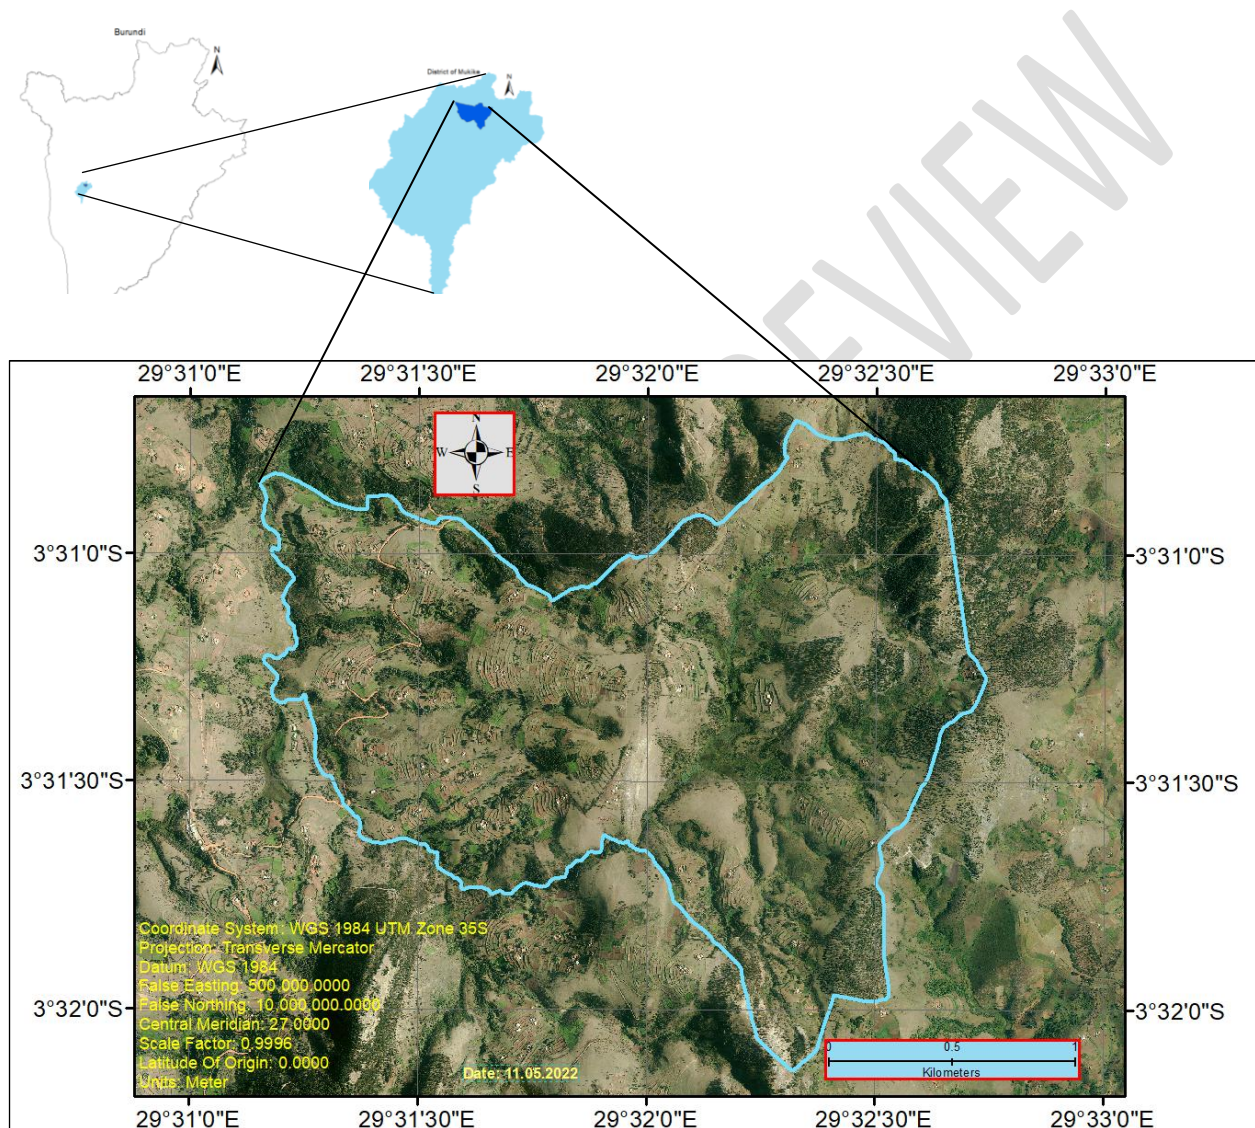 Burundi
N
District of Mukike
N
REVIEW
29°31'0"E 29°31'30"E 29°32'0"E 29°32'30"E 29°33'0"E
N
W E
S
3°31'0"S 3°31'0"S
3°31'30"S 3°31'30"S
3°32'0"S 3°32'0"S
Coordinate System: WGS 1984 UTM Zone 35S
Projection: Transverse Mercator
Datum: WGS 1984
False Easting: 500.000.0000
False Northing: 10.000.000.0000
Central Meridian: 27.0000
Scale Factor: 0.9996
Latitude Of Origin: 0.0000
Units: Meter
Date: 11.05.2022
0 0.5 1
Kilometers
29°31'0"E 29°31'30"E 29°32'0"E 29°32'30"E 29°33'0"E